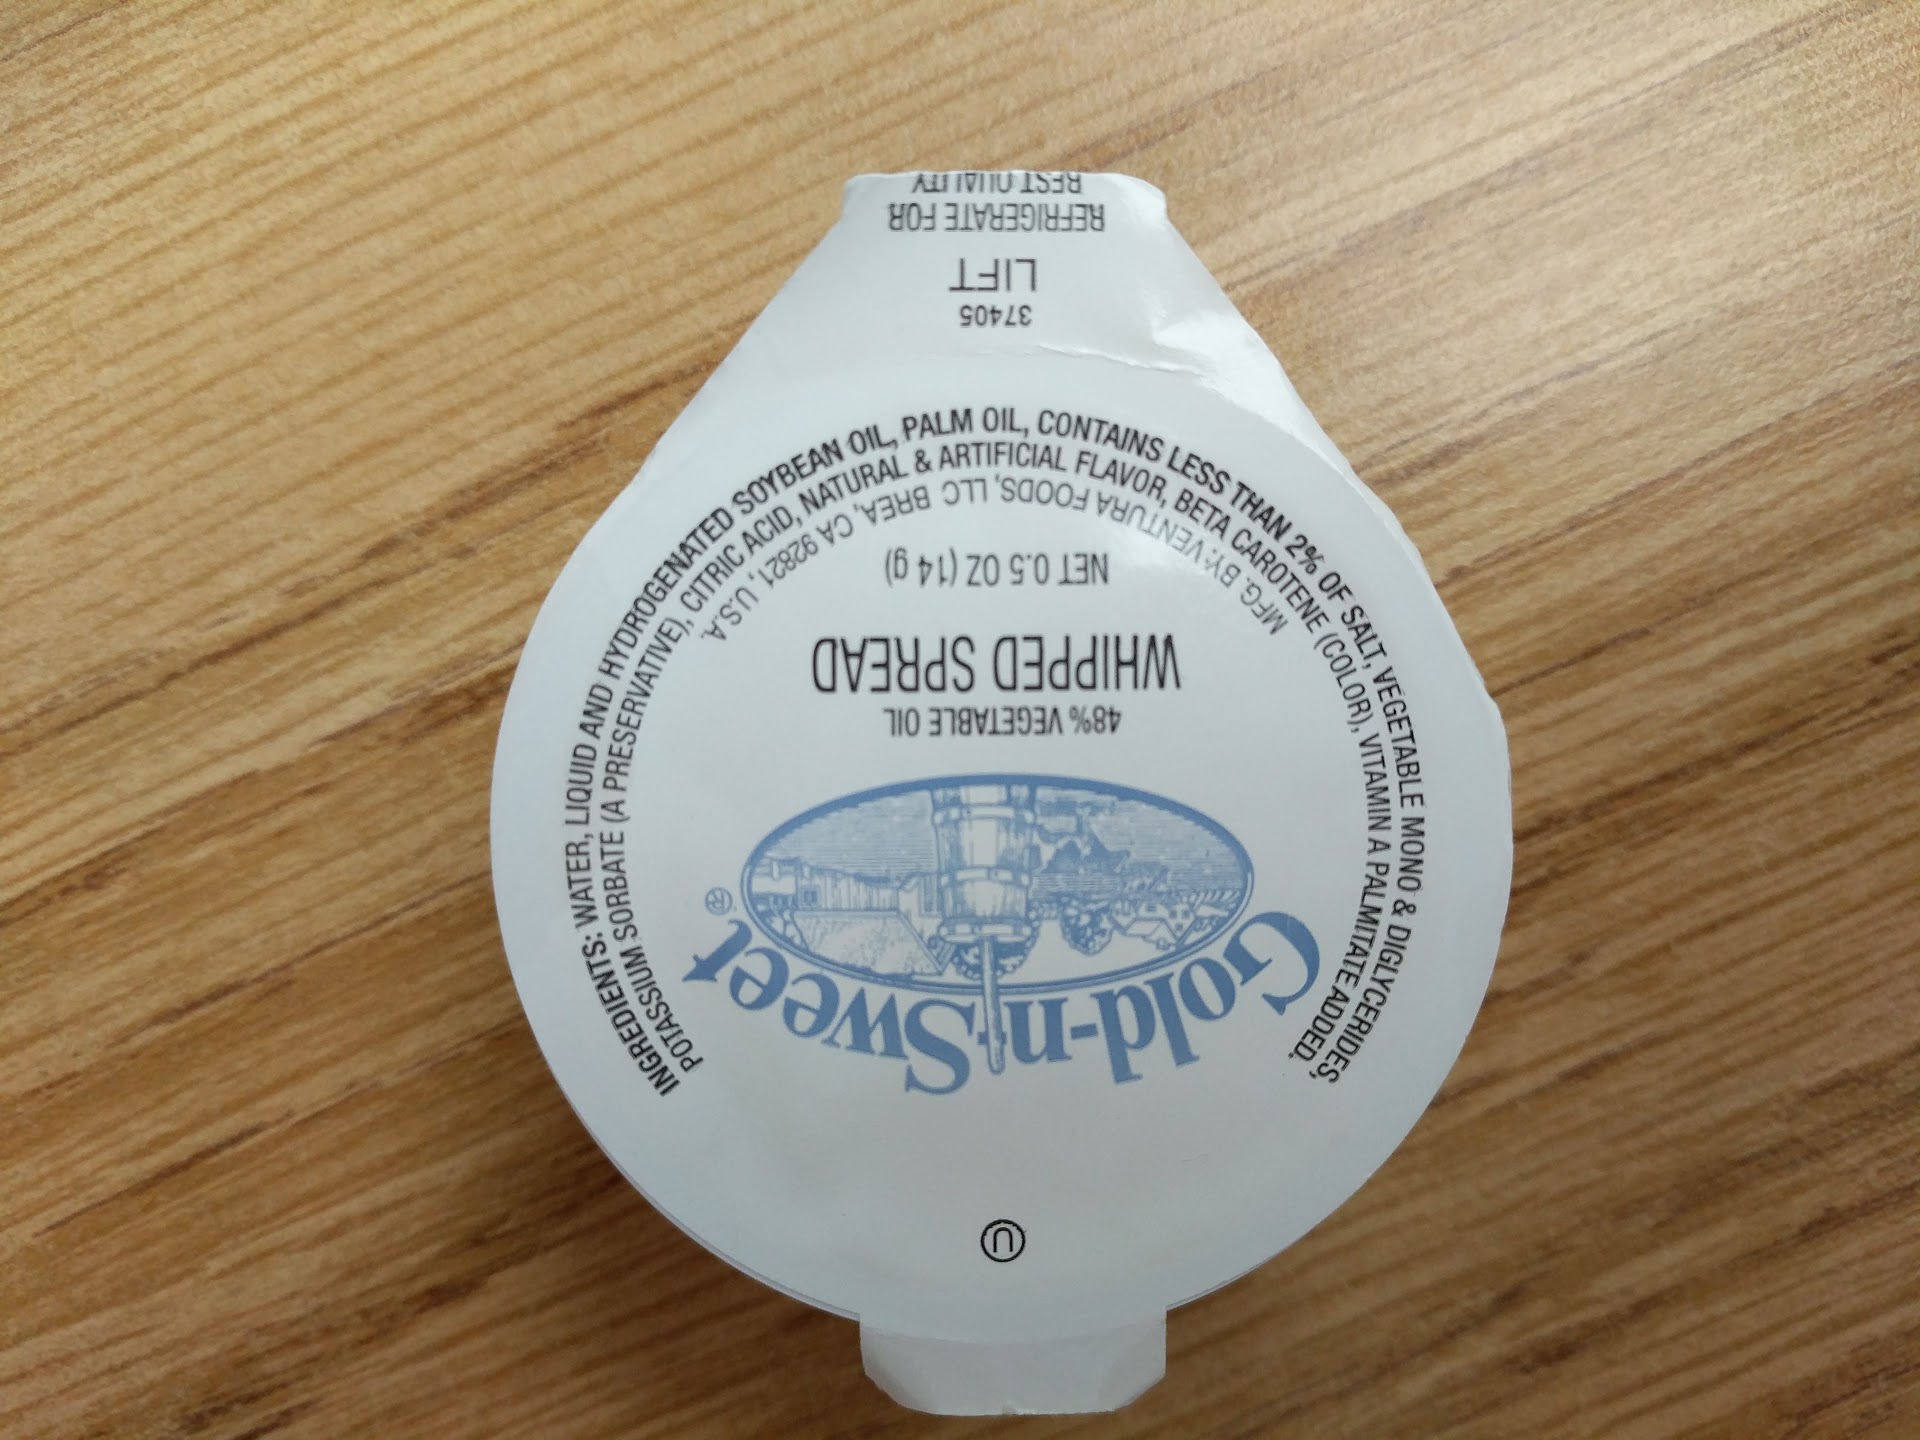 Ⓤ
Gold-n-Sweet®
48% VEGETABLE OIL
WHIPPED SPREAD
NET 0.5 OZ (14 g)
MFG. BY: VENTURA FOODS, LLC BREA, CA 92821, U.S.A.
INGREDIENTS: WATER, LIQUID AND HYDROGENATED SOYBEAN OIL, PALM OIL, CONTAINS LESS THAN 2% OF SALT, VEGETABLE MONO & DIGLYCERIDES,
POTASSIUM SORBATE (A PRESERVATIVE), CITRIC ACID, NATURAL & ARTIFICIAL FLAVOR, BETA CAROTENE (COLOR), VITAMIN A PALMITATE ADDED.
37405
LIFT
REFRIGERATE FOR
BEST QUALITY